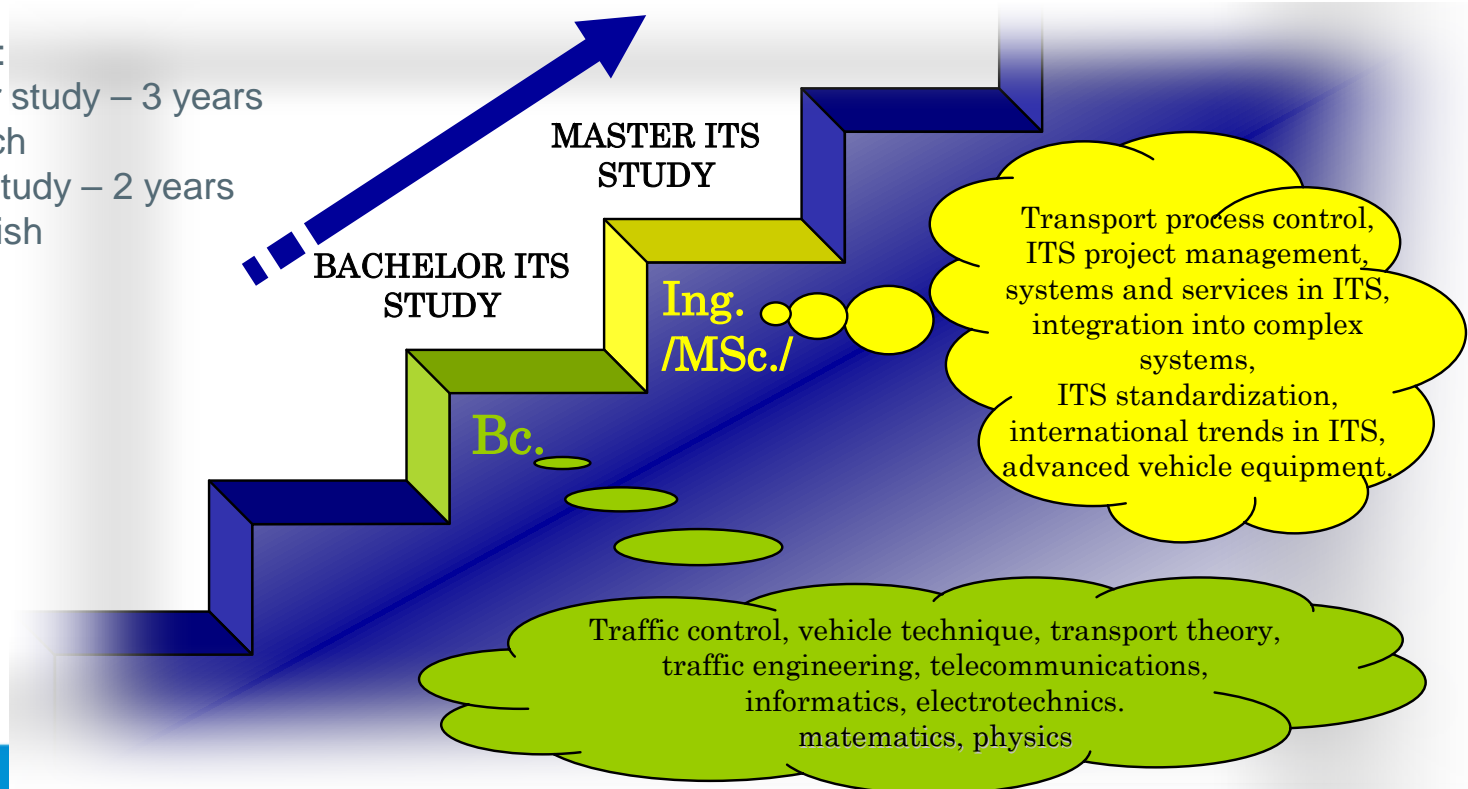 :
study – 3 years
ch
tudy – 2 years
ish
MASTER ITS
STUDY
BACHELOR ITS
STUDY
Ing.
/MSc./
Bc.
Transport process control,
ITS project management,
systems and services in ITS,
integration into complex
systems,
ITS standardization,
international trends in ITS,
advanced vehicle equipment.
Traffic control, vehicle technique, transport theory,
traffic engineering, telecommunications,
informatics, electrotechnics.
matematics, physics